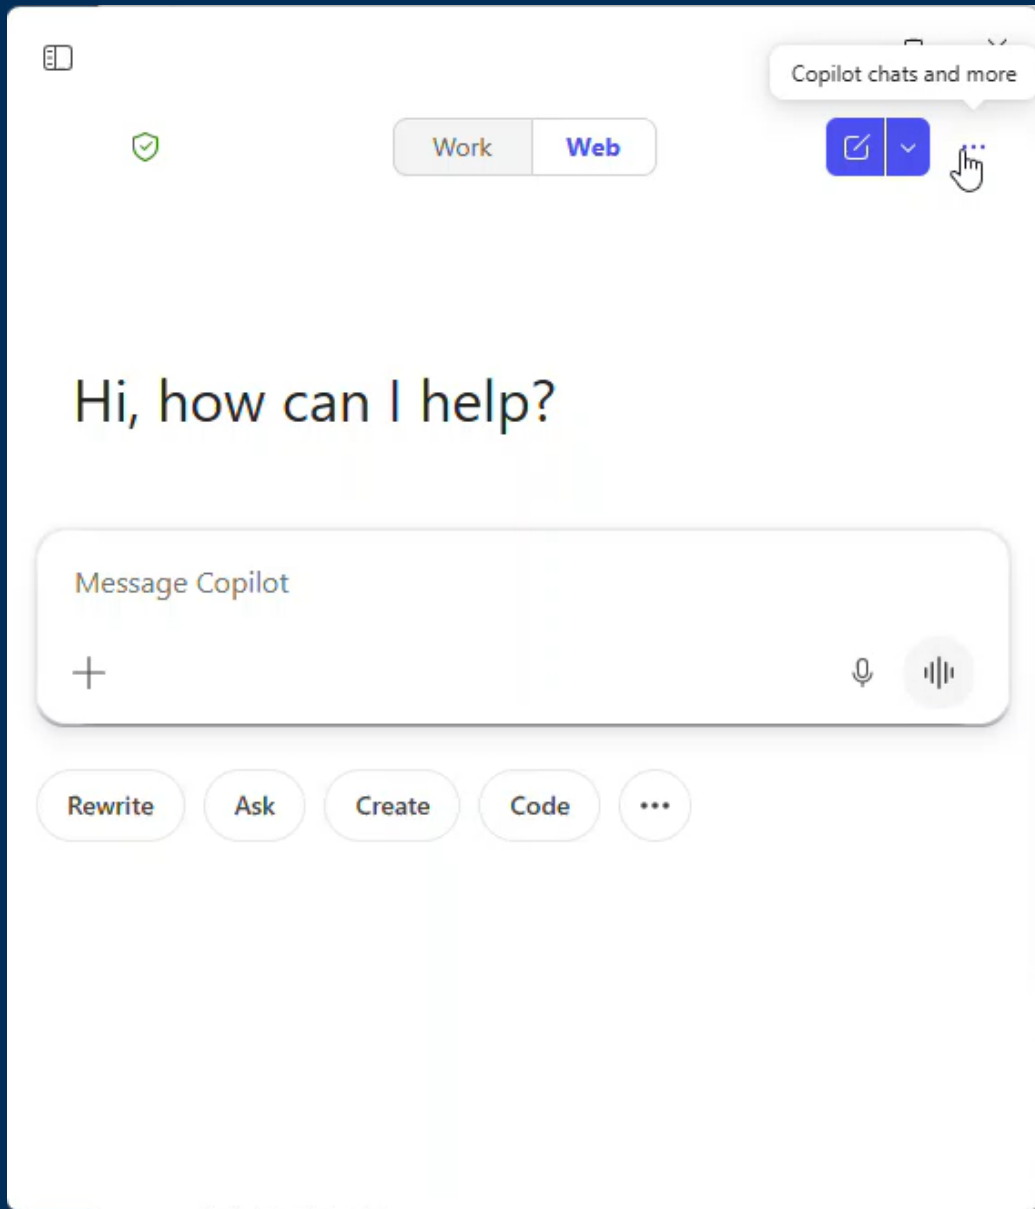 Copilot chats and more
Work
Web
Hi, how can I help?
Message Copilot
Rewrite
Ask
Create
Code